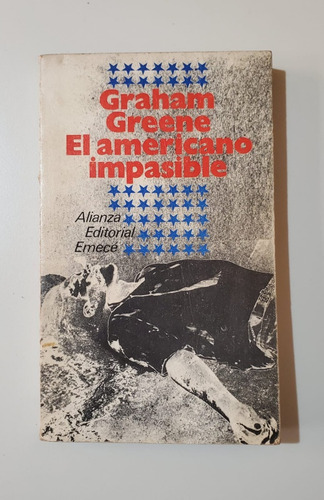 Graham
Greene
El americano
impasible
Alianza
Editorial
Emecé